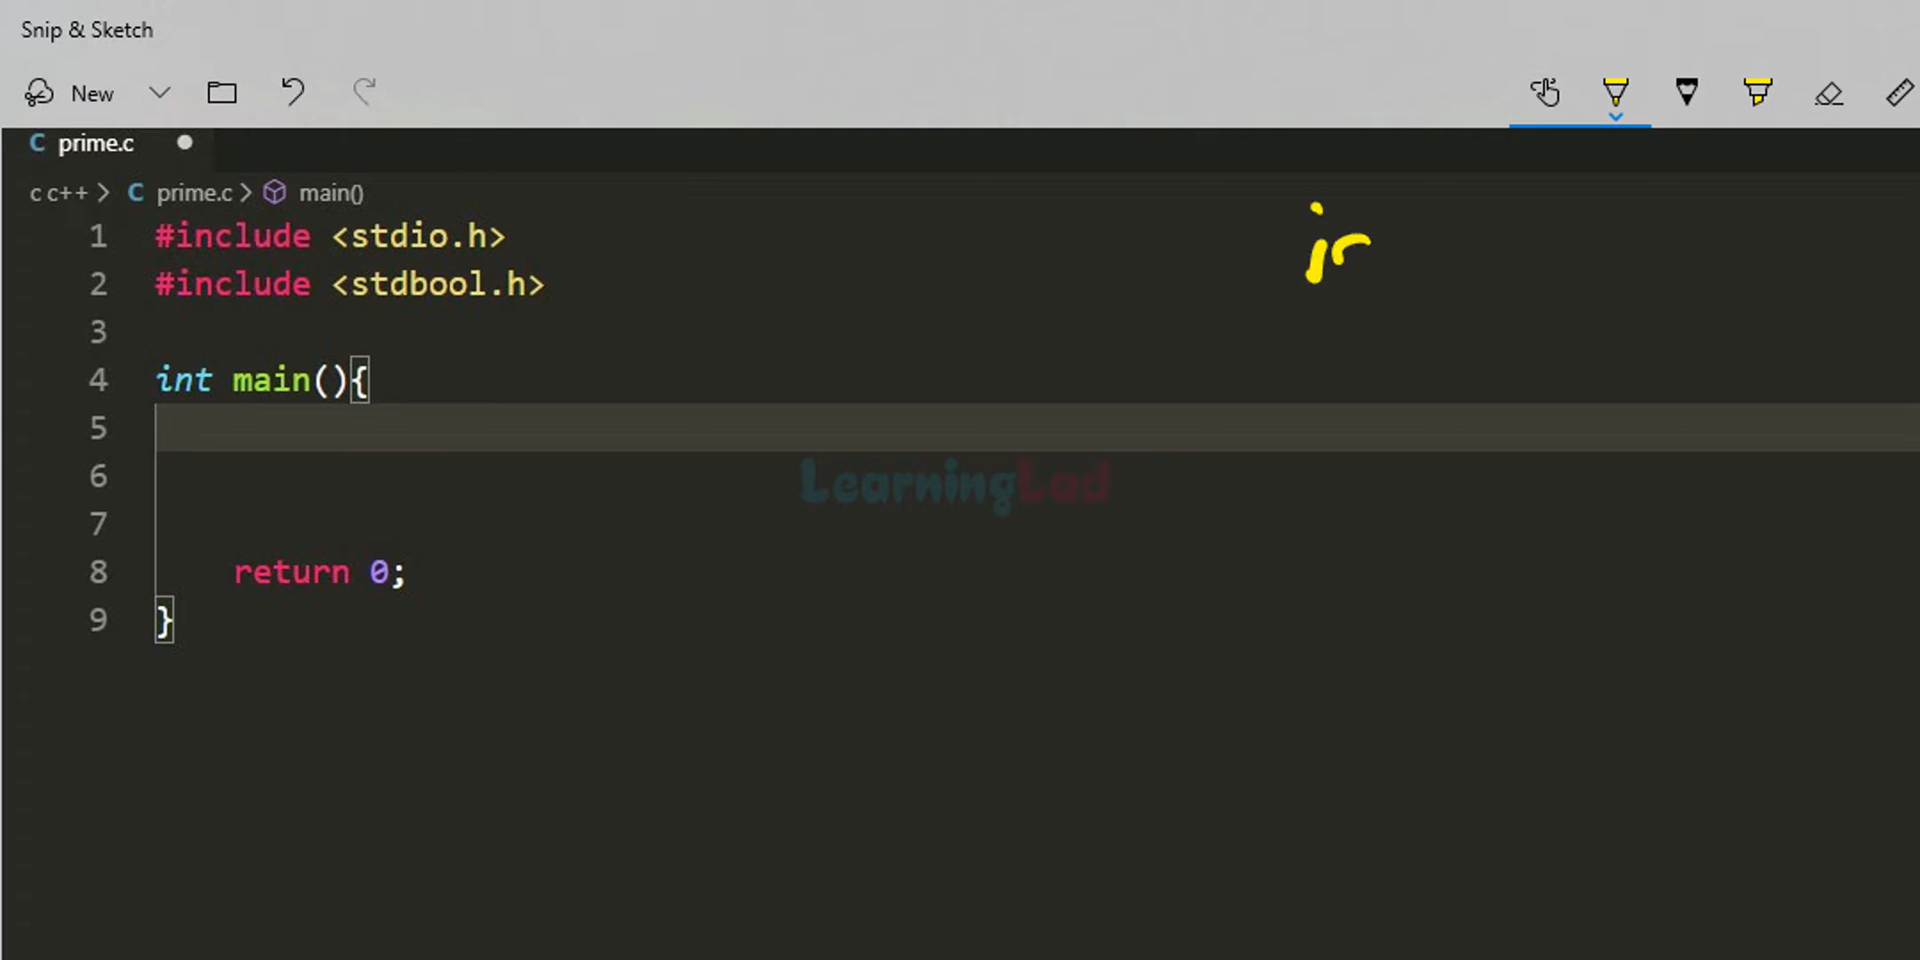 Snip & Sketch
New
C prime.c
c c++ > C prime.c > main()
1 #include <stdio.h>
2 #include <stdbool.h>
3
4 int main(){
5
6
LearningLad
7
8 return 0;
9 }